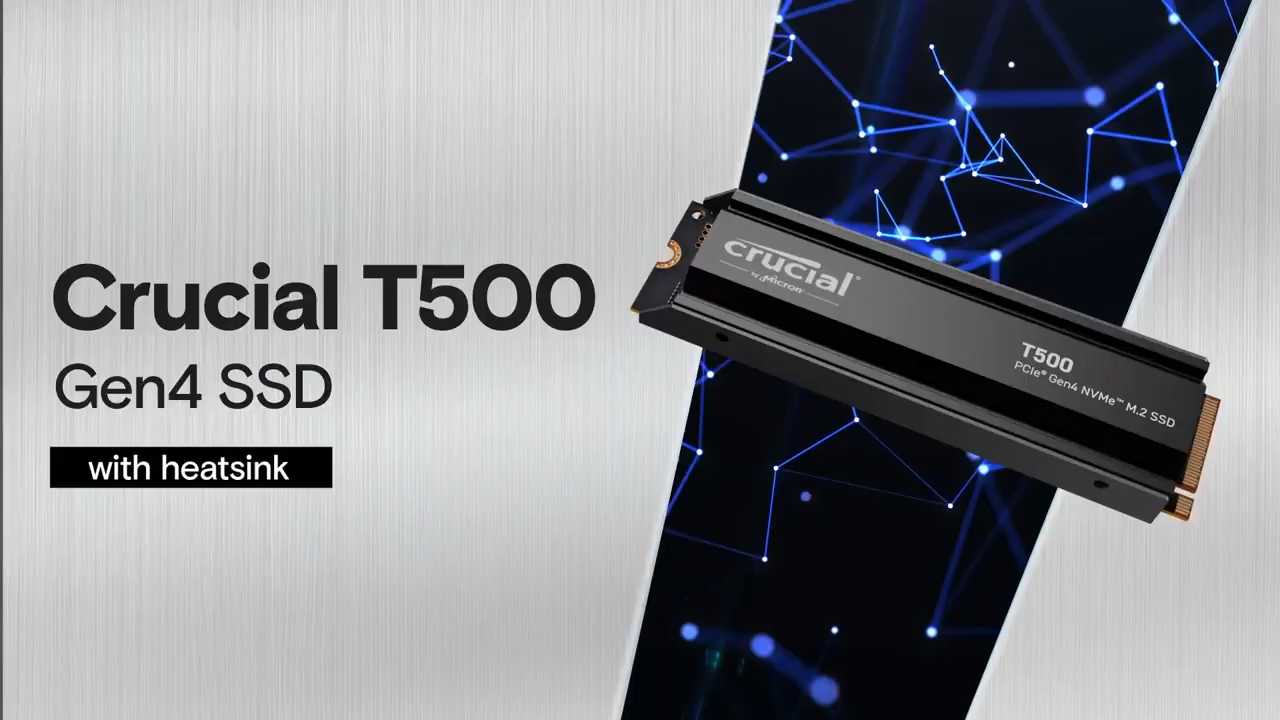 Crucial T500
Gen4 SSD
with heatsink
crucial®
by Micron®
T500
PCIe® Gen4 NVMe™ M.2 SSD